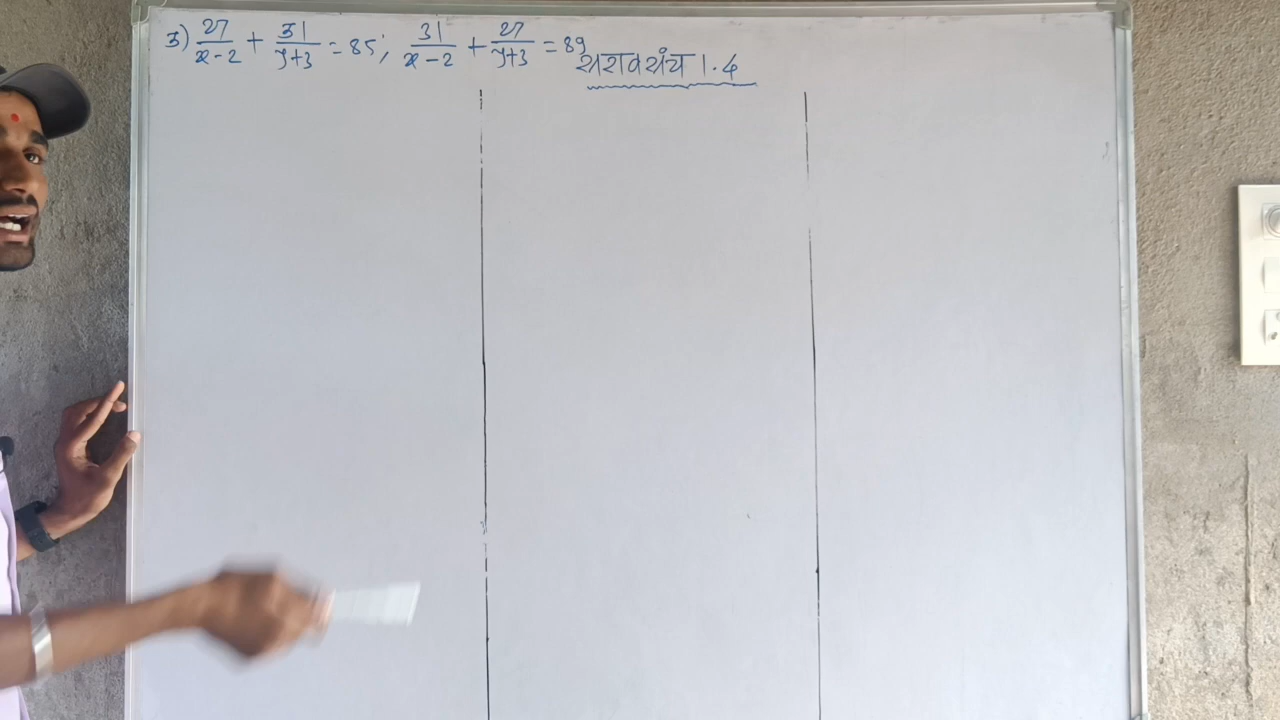 3) 27/x-2 + 31/y+3 = 85; 31/x-2 + 27/y+3 = 89
सरावसंच 1.4